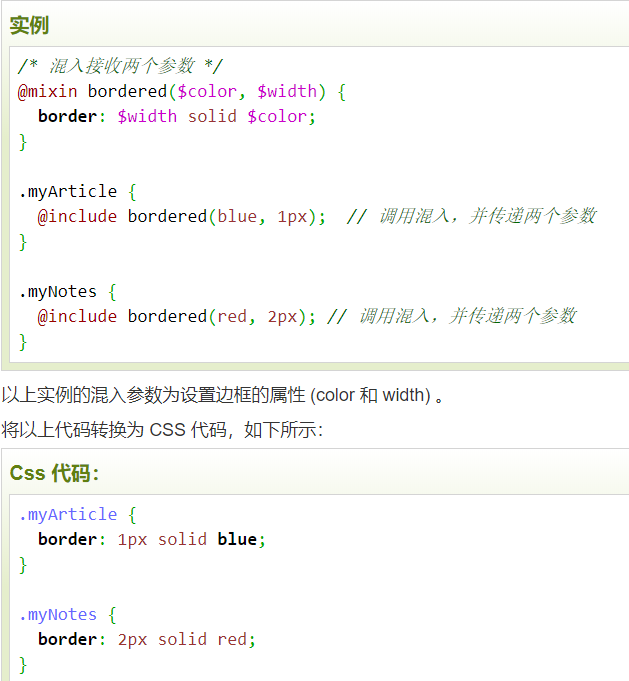 实例
/* 混入接收两个参数 */
@mixin bordered($color, $width) {
  border: $width solid $color;
}
.myArticle {
  @include bordered(blue, 1px);  // 调用混入，并传递两个参数
}
.myNotes {
  @include bordered(red, 2px); // 调用混入，并传递两个参数
}
以上实例的混入参数为设置边框的属性 (color 和 width) 。
将以上代码转换为 CSS 代码，如下所示：
Css 代码：
.myArticle {
  border: 1px solid blue;
}
.myNotes {
  border: 2px solid red;
}